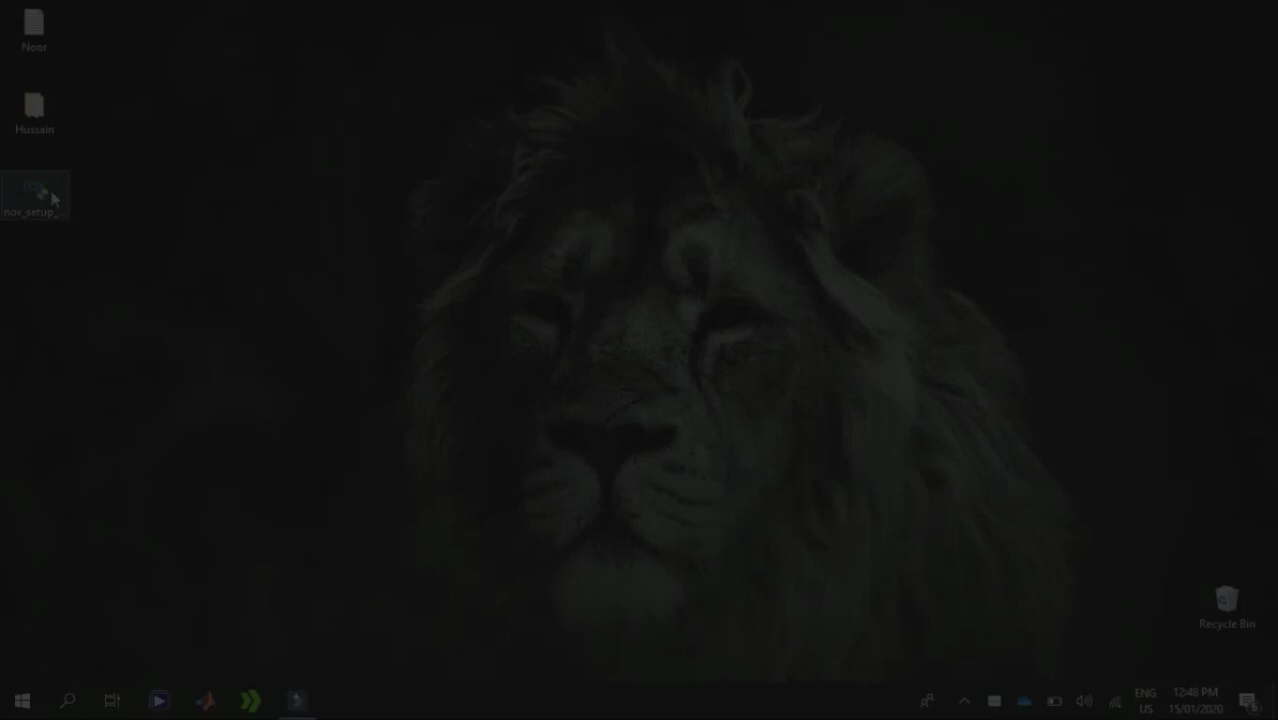 Noor
Hussain
nox_setup_...
Recycle Bin
ENG
US
12:48 PM
15/01/2020